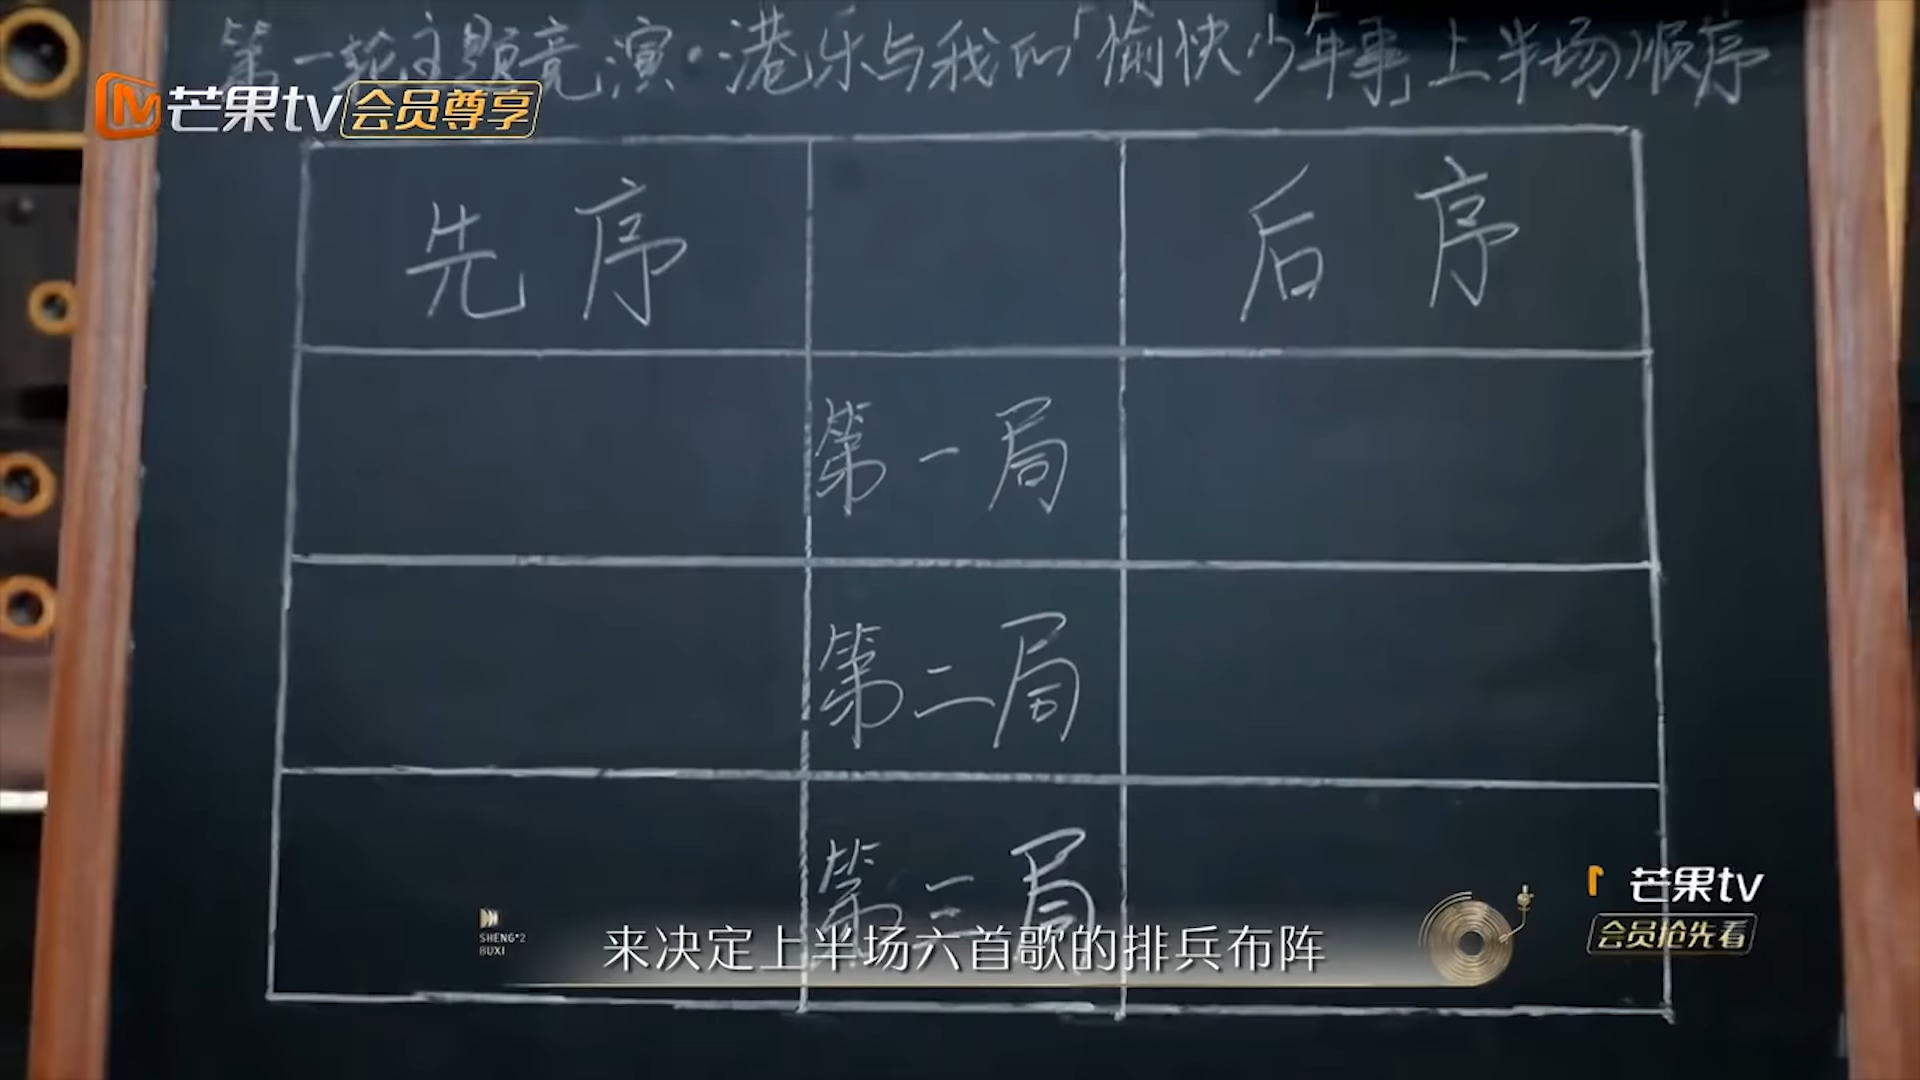 第一轮主题竞演·港乐与我的「愉快少年事」上半场顺序
芒果tv会员尊享
先序 后序
第一局
第二局
第三局
SHENG*2
BUXI
来决定上半场六首歌的排兵布阵
芒果tv
会员抢先看